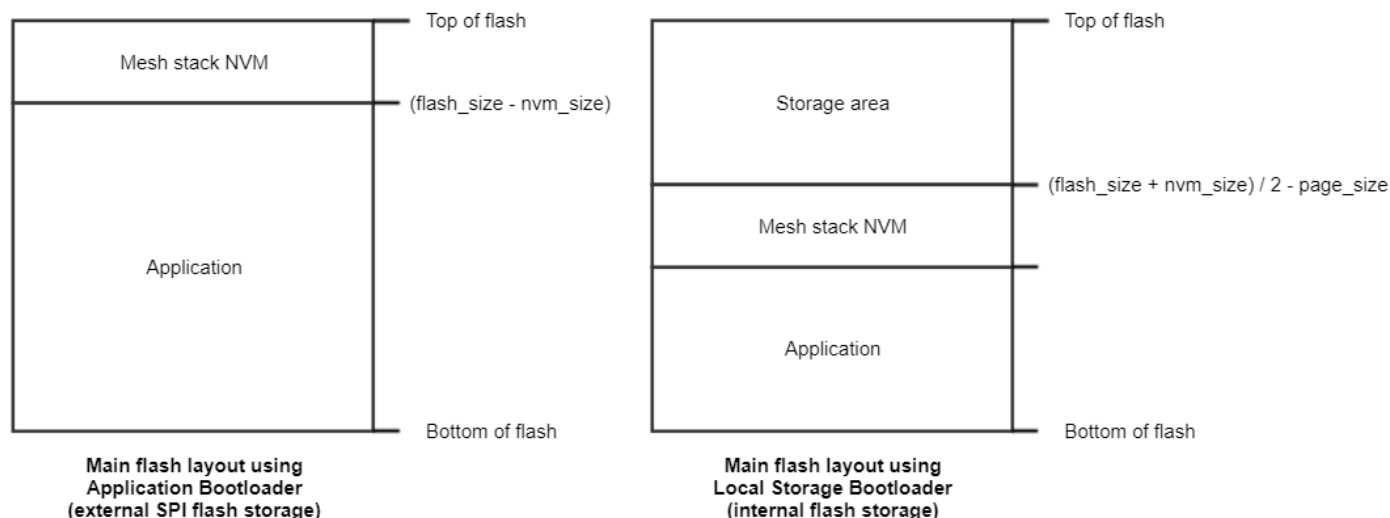 Top of flash
Mesh stack NVM
(flash_size - nvm_size)
Application
Bottom of flash
Main flash layout using
Application Bootloader
(external SPI flash storage)
Top of flash
Storage area
(flash_size + nvm_size) / 2 - page_size
Mesh stack NVM
Application
Bottom of flash
Main flash layout using
Local Storage Bootloader
(internal flash storage)